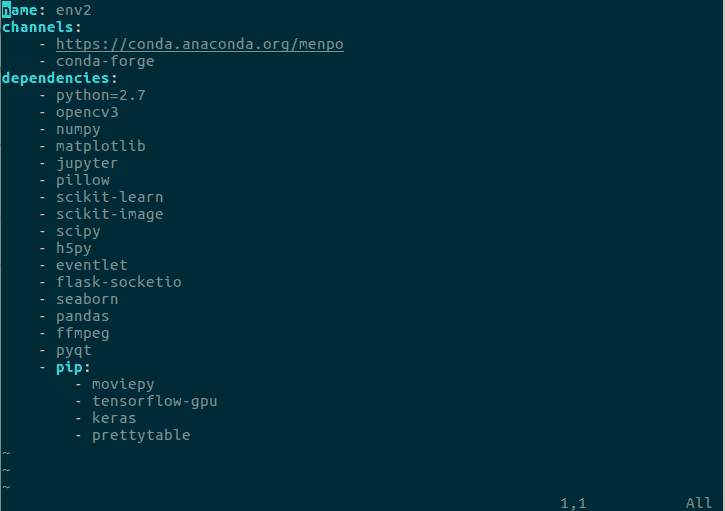 name: env2
channels:
    - https://conda.anaconda.org/menpo
    - conda-forge
dependencies:
    - python=2.7
    - opencv3
    - numpy
    - matplotlib
    - jupyter
    - pillow
    - scikit-learn
    - scikit-image
    - scipy
    - h5py
    - eventlet
    - flask-socketio
    - seaborn
    - pandas
    - ffmpeg
    - pyqt
    - pip:
        - moviepy
        - tensorflow-gpu
        - keras
        - prettytable
~
~
~
1,1 All